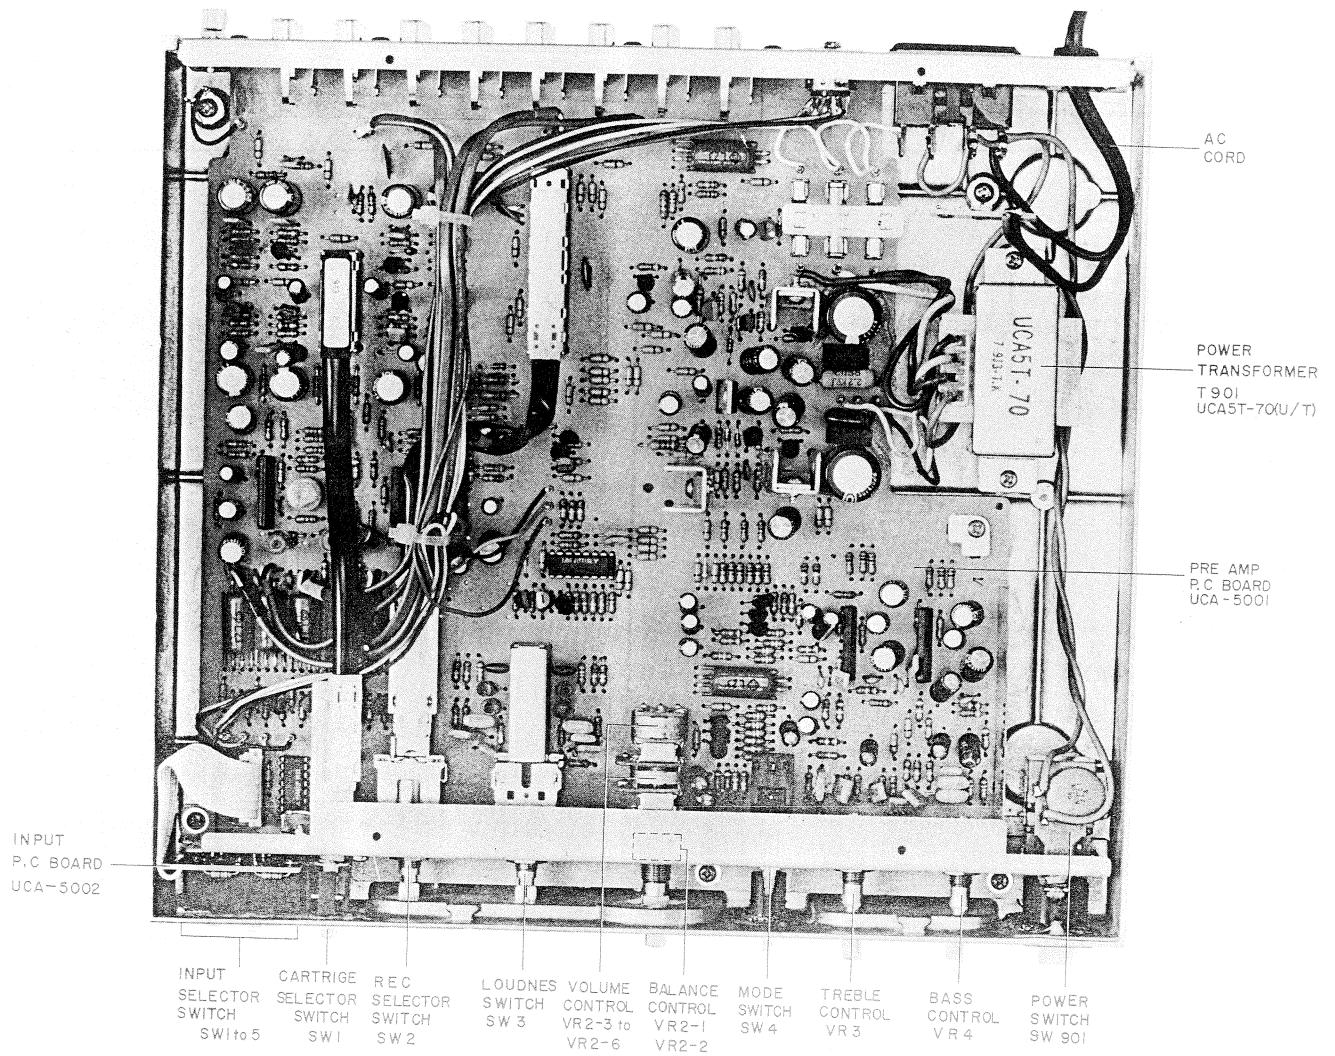 AC
CORD
UCA5T-70
POWER
TRANSFORMER
T901
UCA5T-70(U/T)
PRE AMP
P.C BOARD
UCA-5001
INPUT
P.C BOARD
UCA-5002
INPUT
SELECTOR
SWITCH
SW1 to 5
CARTRIGE
SELECTOR
SWITCH
SW1
REC
SELECTOR
SWITCH
SW2
LOUDNES
SWITCH
SW3
VOLUME
CONTROL
VR2-3 to
VR2-6
BALANCE
CONTROL
VR2-1
VR2-2
MODE
SWITCH
SW4
TREBLE
CONTROL
VR3
BASS
CONTROL
VR4
POWER
SWITCH
SW 901